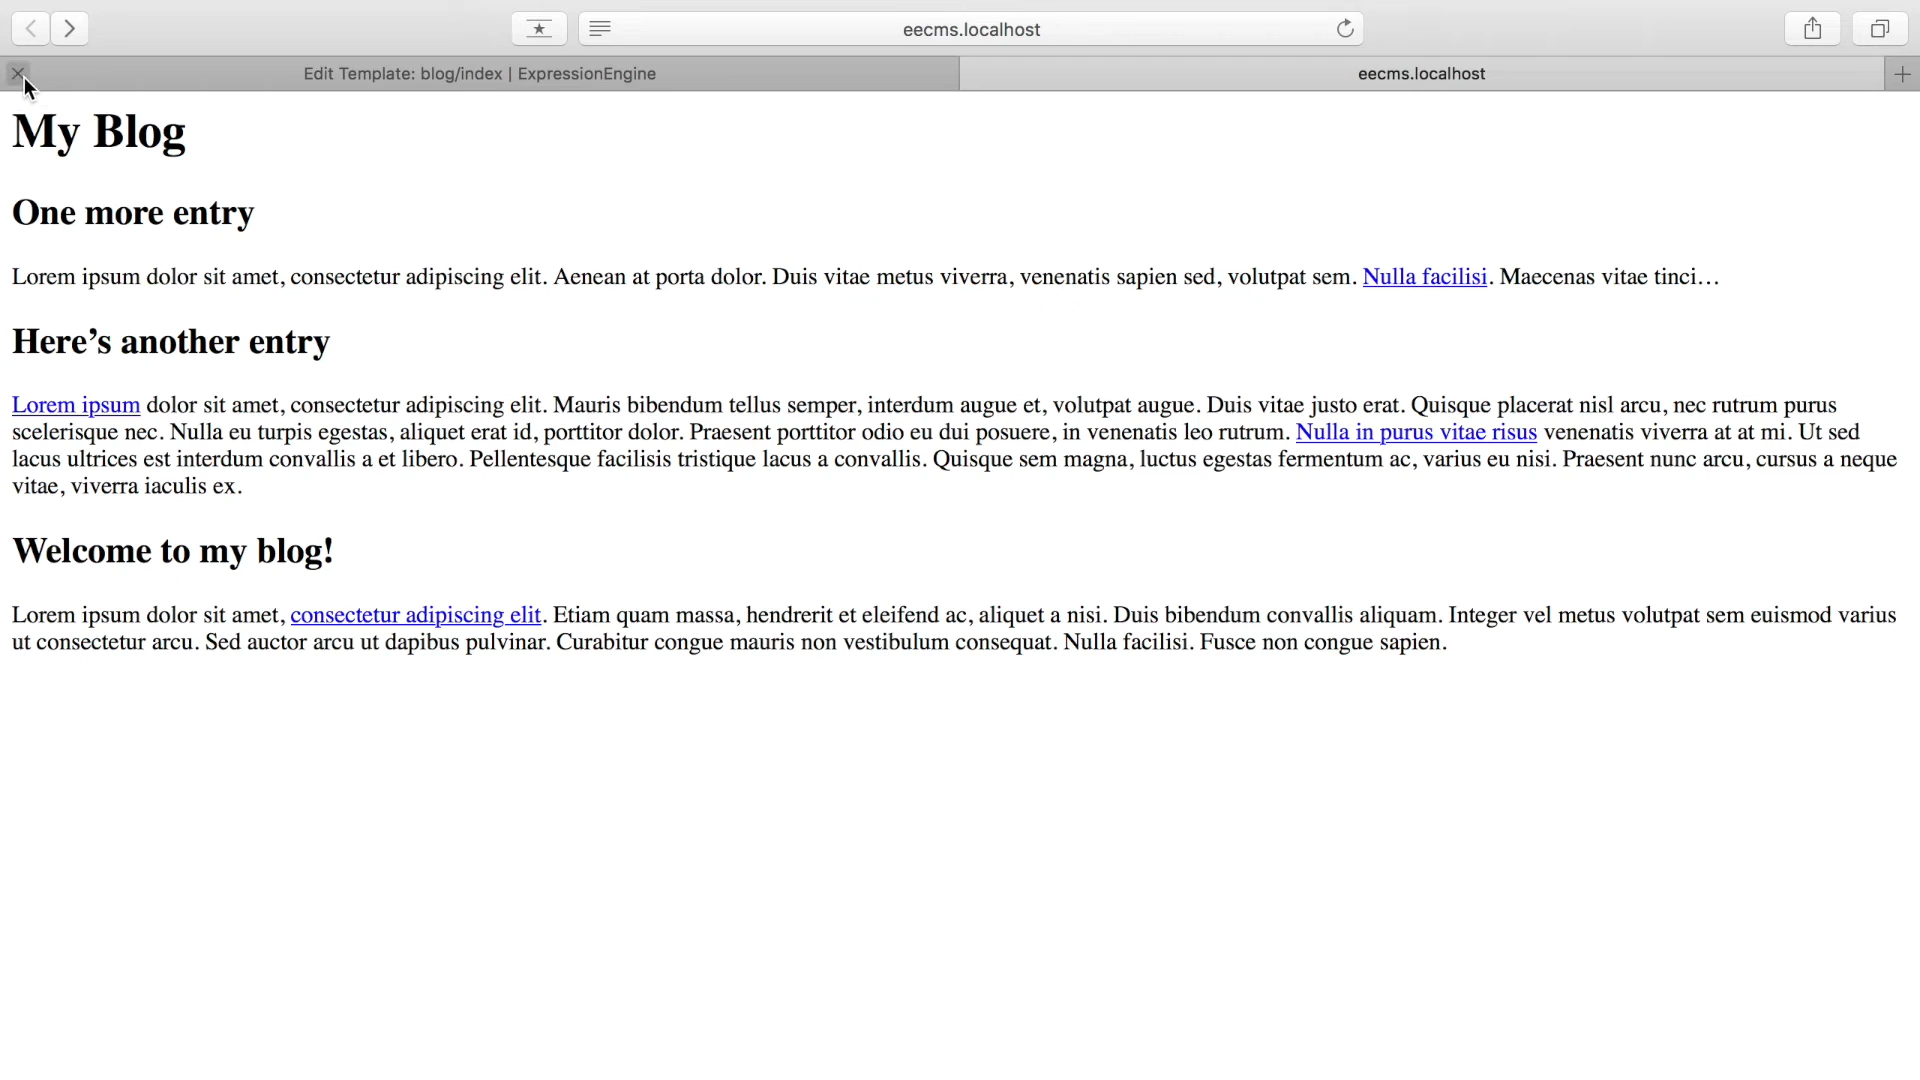 eecms.localhost
Edit Template: blog/index | ExpressionEngine
eecms.localhost
My Blog
One more entry
Lorem ipsum dolor sit amet, consectetur adipiscing elit. Aenean at porta dolor. Duis vitae metus viverra, venenatis sapien sed, volutpat sem. Nulla facilisi. Maecenas vitae tinci…
Here’s another entry
Lorem ipsum dolor sit amet, consectetur adipiscing elit. Mauris bibendum tellus semper, interdum augue et, volutpat augue. Duis vitae justo erat. Quisque placerat nisl arcu, nec rutrum purus
scelerisque nec. Nulla eu turpis egestas, aliquet erat id, porttitor dolor. Praesent porttitor odio eu dui posuere, in venenatis leo rutrum. Nulla in purus vitae risus venenatis viverra at at mi. Ut sed
lacus ultrices est interdum convallis a et libero. Pellentesque facilisis tristique lacus a convallis. Quisque sem magna, luctus egestas fermentum ac, varius eu nisi. Praesent nunc arcu, cursus a neque
vitae, viverra iaculis ex.
Welcome to my blog!
Lorem ipsum dolor sit amet, consectetur adipiscing elit. Etiam quam massa, hendrerit et eleifend ac, aliquet a nisi. Duis bibendum convallis aliquam. Integer vel metus volutpat sem euismod varius
ut consectetur arcu. Sed auctor arcu ut dapibus pulvinar. Curabitur congue mauris non vestibulum consequat. Nulla facilisi. Fusce non congue sapien.